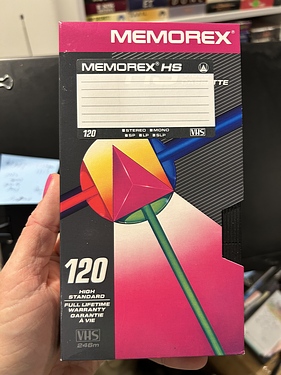 MEMOREX®
MEMOREX® HS
TTE
120
STEREO MONO
SP LP SLP
VHS
120
HIGH
STANDARD
FULL LIFETIME
WARRANTY
GARANTIE
À VIE
VHS
246m